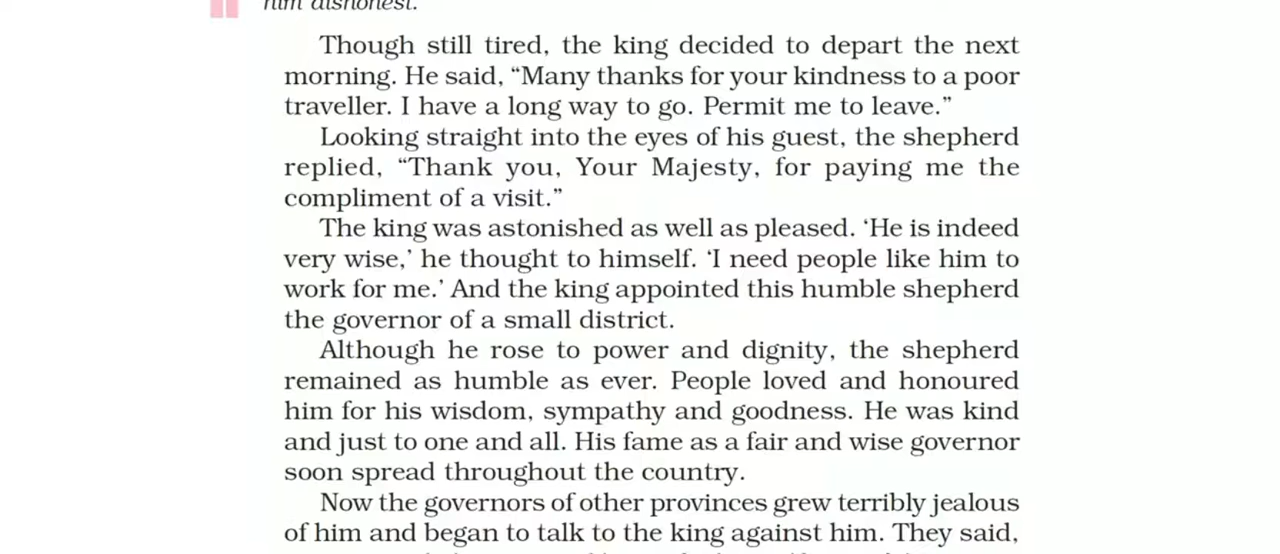 him dishonest.
Though still tired, the king decided to depart the next
morning. He said, “Many thanks for your kindness to a poor
traveller. I have a long way to go. Permit me to leave.”
Looking straight into the eyes of his guest, the shepherd
replied, “Thank you, Your Majesty, for paying me the
compliment of a visit.”
The king was astonished as well as pleased. ‘He is indeed
very wise,’ he thought to himself. ‘I need people like him to
work for me.’ And the king appointed this humble shepherd
the governor of a small district.
Although he rose to power and dignity, the shepherd
remained as humble as ever. People loved and honoured
him for his wisdom, sympathy and goodness. He was kind
and just to one and all. His fame as a fair and wise governor
soon spread throughout the country.
Now the governors of other provinces grew terribly jealous
of him and began to talk to the king against him. They said,